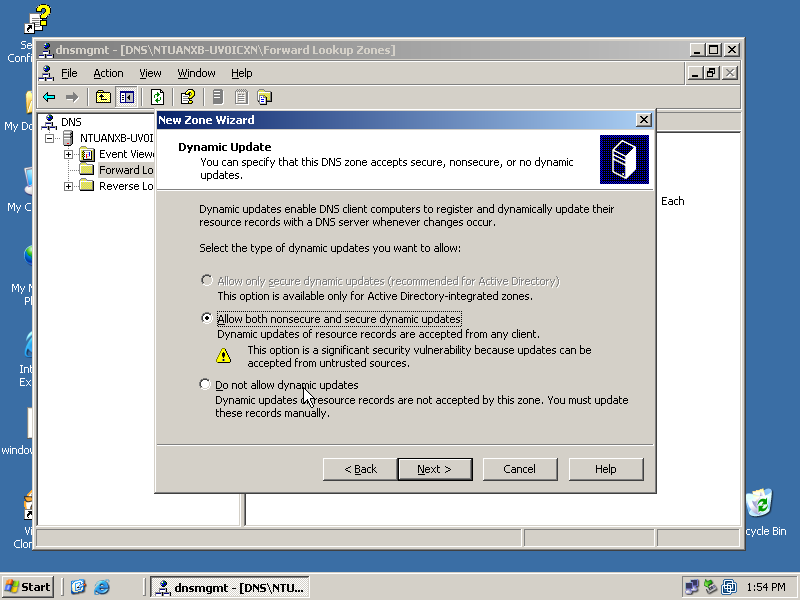 dnsmgmt - [DNS\NTUANXB-UV0ICXN\Forward Lookup Zones]
File Action View Window Help
DNS
NTUANXB-UV0I
Event View
Forward Lo
Reverse Lo
New Zone Wizard
Dynamic Update
You can specify that this DNS zone accepts secure, nonsecure, or no dynamic
updates.
Dynamic updates enable DNS client computers to register and dynamically update their
resource records with a DNS server whenever changes occur.
Select the type of dynamic updates you want to allow:
Allow only secure dynamic updates (recommended for Active Directory)
This option is available only for Active Directory-integrated zones.
Allow both nonsecure and secure dynamic updates
Dynamic updates of resource records are accepted from any client.
This option is a significant security vulnerability because updates can be
accepted from untrusted sources.
Do not allow dynamic updates
Dynamic updates of resource records are not accepted by this zone. You must update
these records manually.
< Back Next > Cancel Help
Each
My Do
My C
My N
Int
Ex
window
Clon
cycle Bin
Start
dnsmgmt - [DNS\NTU...
1:54 PM